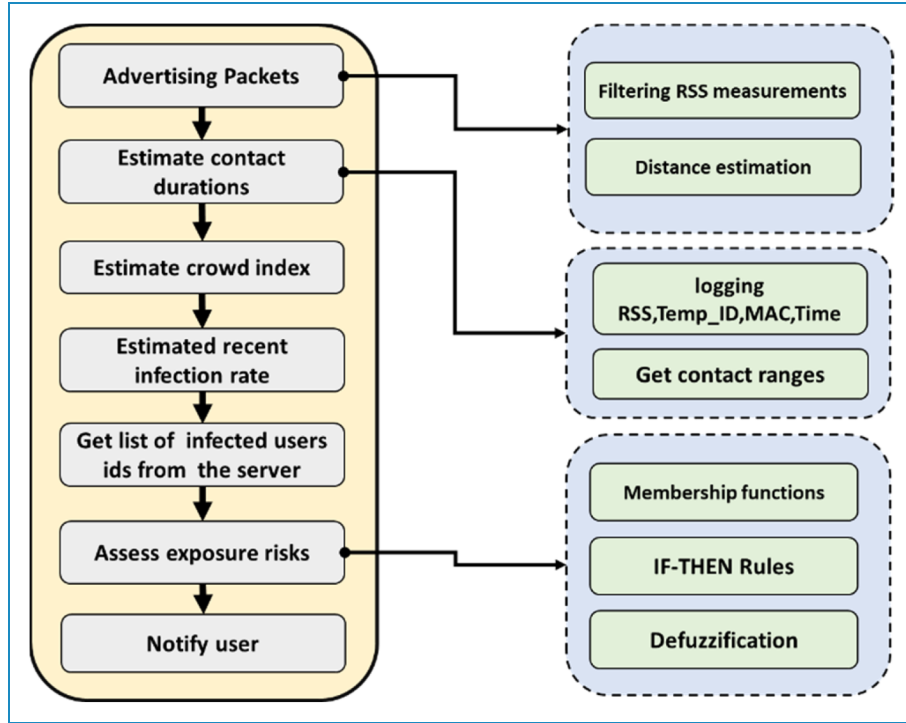 Advertising Packets
Estimate contact
durations
Estimate crowd index
Estimated recent
infection rate
Get list of infected users
ids from the server
Assess exposure risks
Notify user
Filtering RSS measurements
Distance estimation
logging
RSS,Temp_ID,MAC,Time
Get contact ranges
Membership functions
IF-THEN Rules
Defuzzification